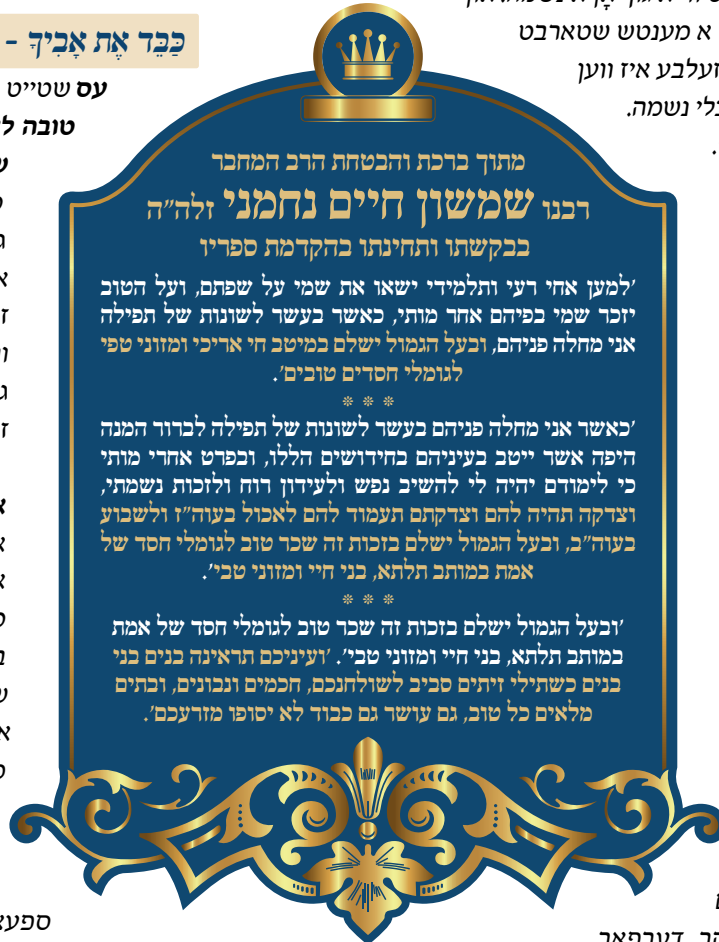 א מענטש שטארבט
איז ווען
נשמה.
כַּבֵּד אֶת אָבִיךָ -
עס שטייט
טובה
מתוך ברכת והבטחת הרב המחבר
רבנו שמשון חיים נחמני זלה״ה
בבקשתו ותחינתו בהקדמת ספריו
'למען אחי רעי ותלמידי ישאו את שמי על שפתם, ועל הטוב
יזכר שמי בפיהם אחר מותי, כאשר בעשר לשונות של תפילה
אני מחלה פניהם, ובעל הגמול ישלם במיטב חי אריכי ומזוני טפי
לגומלי חסדים טובים'.
* * *
'כאשר אני מחלה פניהם בעשר לשונות של תפילה לברור המנה
היפה אשר ייטב בעיניהם בחידושים הללו, ובפרט אחרי מותי
כי לימודם יהיה לי להשיב נפש ולעידון רוח ולזכות נשמתי,
וצדקה תהיה להם וצדקתם תעמוד להם לאכול בעוה״ז ולשבוע
בעוה״ב, ובעל הגמול ישלם בזכות זה שכר טוב לגומלי חסד של
אמת במותב תלתא, בני חיי ומזוני טבי'.
* * *
'ובעל הגמול ישלם בזכות זה שכר טוב לגומלי חסד של אמת
במותב תלתא, בני חיי ומזוני טבי'. 'ועיניכם תראינה בנים בני
בנים כשתילי זיתים סביב לשולחנכם, חכמים ונבונים, ובתים
מלאים כל טוב, גם עושר גם כבוד לא יסופו מזרעכם'.
דערפאר